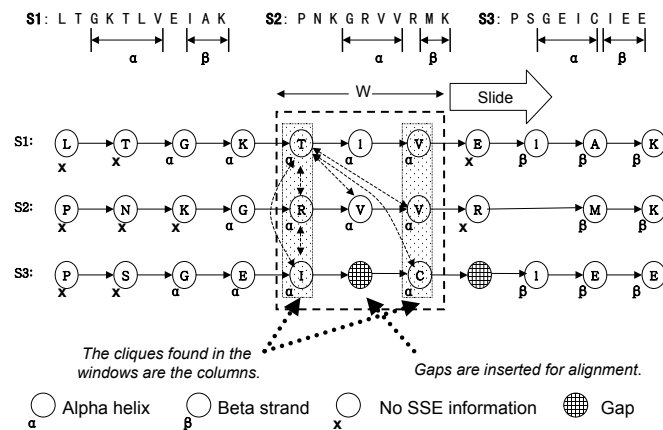 S1: L T G K T L V E I A K
S2: P N K G R V V R M K
S3: P S G E I C I E E
α β α β α β
W
Slide
S1: L T G K T l V E l A K
x x α α α α α x β β β
S2: P N K G R V V R M K
x x x α α α α x β β
S3: P S G E I C l E E
x x α α α α β β β
The cliques found in the
windows are the columns.
Gaps are inserted for alignment.
Alpha helix Beta strand No SSE information Gap
α β x